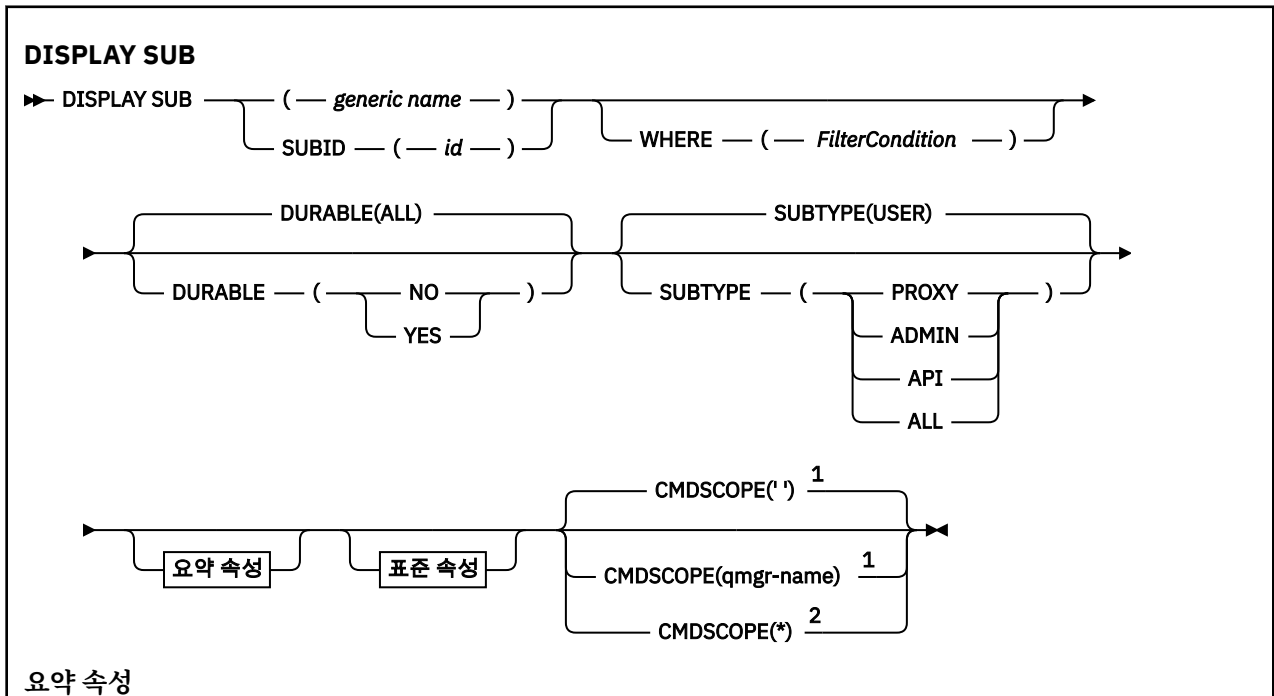 DISPLAY SUB
DISPLAY SUB ( generic name )
SUBID ( id )
WHERE ( FilterCondition )
DURABLE(ALL)
DURABLE ( NO )
YES
SUBTYPE(USER)
SUBTYPE ( PROXY )
ADMIN
API
ALL
요약 속성
표준 속성
CMDSCOPE(' ') 1
CMDSCOPE(qmgr-name) 1
CMDSCOPE(*) 2
요약 속성